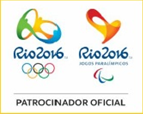 Rio2016 Rio2016
JOGOS PARALÍMPICOS
PATROCINADOR OFICIAL